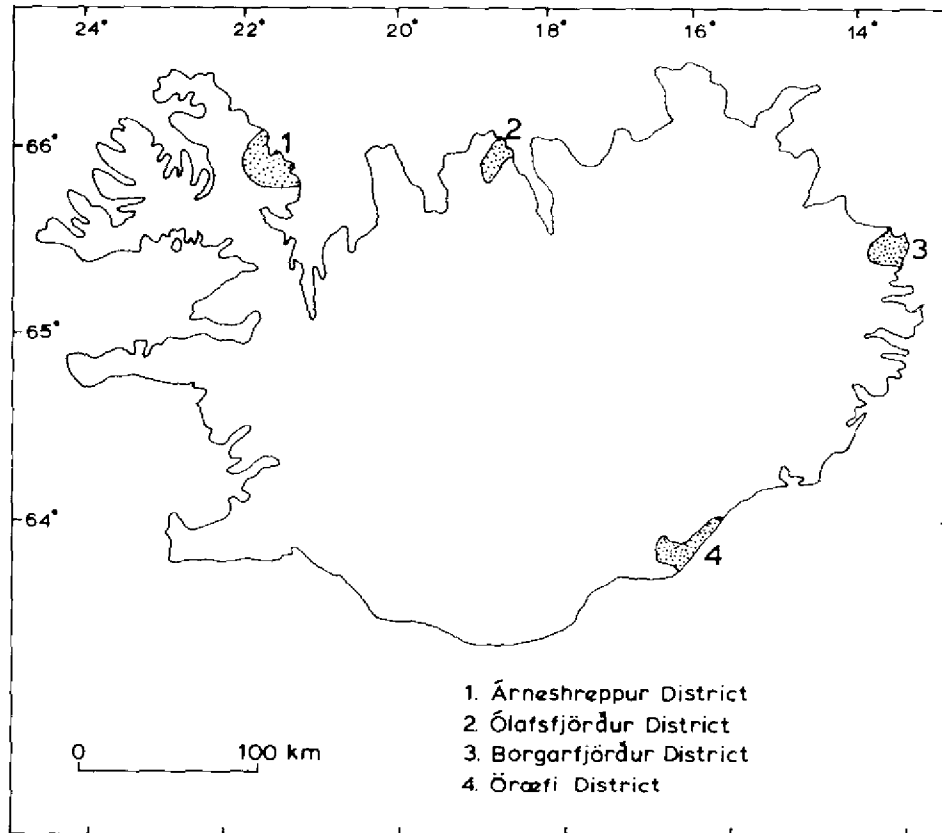 24° 22° 20° 18° 16° 14°
66°
65°
64°
1
2
3
4
1. Árneshreppur District
2. Ólafsfjörður District
3. Borgarfjörður District
4. Öræfi District
0 100 km